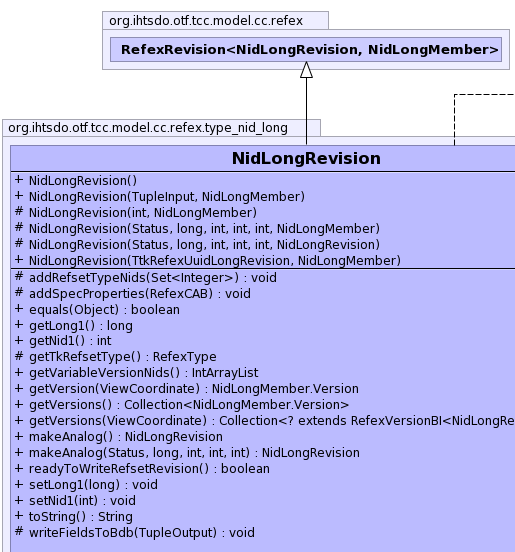 org.ihtsdo.otf.tcc.model.cc.refex
RefexRevision<NidLongRevision, NidLongMember>
org.ihtsdo.otf.tcc.model.cc.refex.type_nid_long
NidLongRevision
+ NidLongRevision()
+ NidLongRevision(TupleInput, NidLongMember)
# NidLongRevision(int, NidLongMember)
# NidLongRevision(Status, long, int, int, int, NidLongMember)
# NidLongRevision(Status, long, int, int, int, NidLongRevision)
+ NidLongRevision(TtkRefexUuidLongRevision, NidLongMember)
# addRefsetTypeNids(Set<Integer>) : void
# addSpecProperties(RefexCAB) : void
+ equals(Object) : boolean
+ getLong1() : long
+ getNid1() : int
# getTkRefsetType() : RefexType
+ getVariableVersionNids() : IntArrayList
+ getVersion(ViewCoordinate) : NidLongMember.Version
+ getVersions() : Collection<NidLongMember.Version>
+ getVersions(ViewCoordinate) : Collection<? extends RefexVersionBI<NidLongRe
+ makeAnalog() : NidLongRevision
+ makeAnalog(Status, long, int, int, int) : NidLongRevision
+ readyToWriteRefsetRevision() : boolean
+ setLong1(long) : void
+ setNid1(int) : void
+ toString() : String
# writeFieldsToBdb(TupleOutput) : void